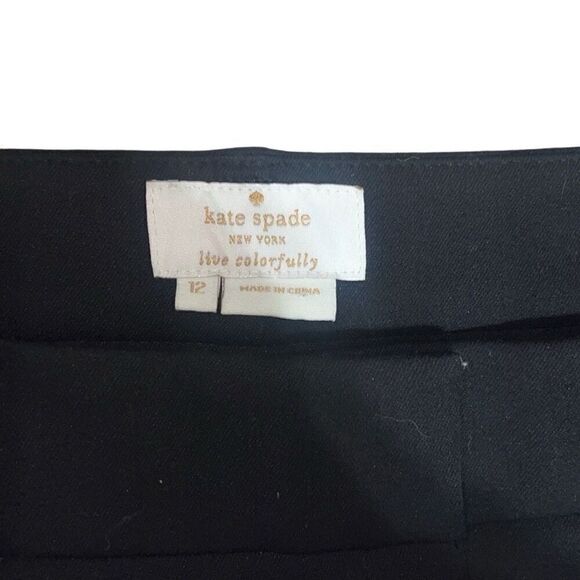 kate spade
NEW YORK
live colorfully
12
MADE IN CHINA